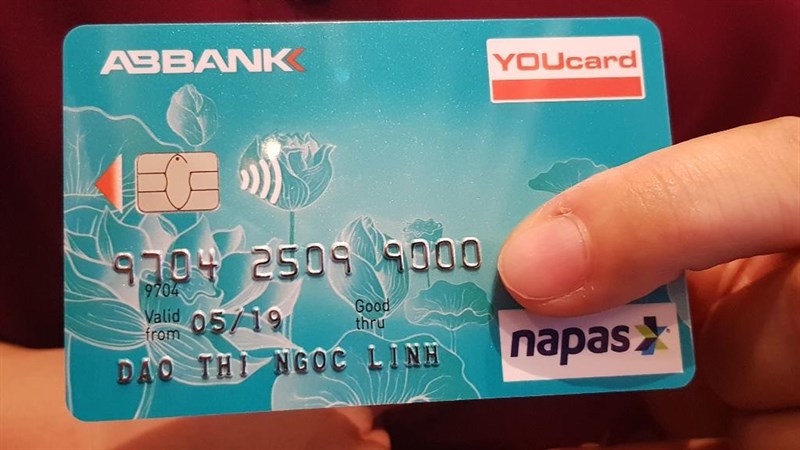 ABBANK
YOUcard
9704 2509 9000
9704
Valid from 05/19
Good thru
DAO THI NGOC LINH
napas